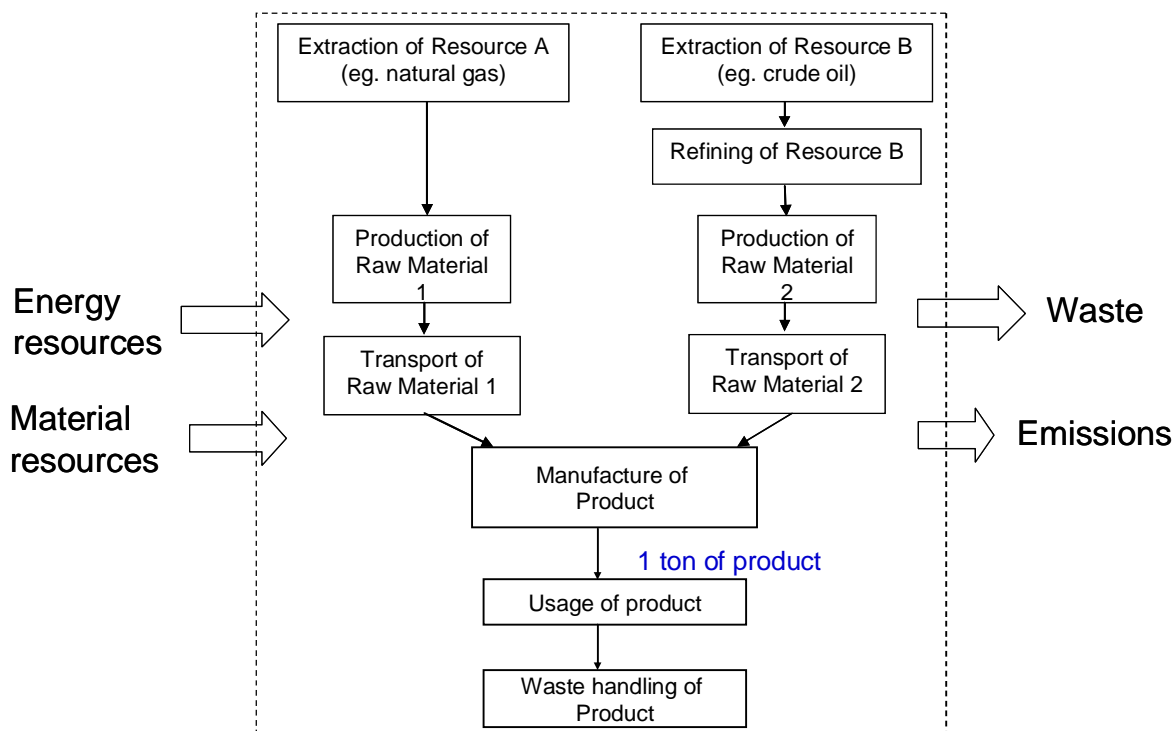 Extraction of Resource A
(eg. natural gas)
Extraction of Resource B
(eg. crude oil)
Refining of Resource B
Production of
Raw Material
1
Production of
Raw Material
2
Energy
resources
Waste
Transport of
Raw Material 1
Transport of
Raw Material 2
Material
resources
Emissions
Manufacture of
Product
1 ton of product
Usage of product
Waste handling of
Product